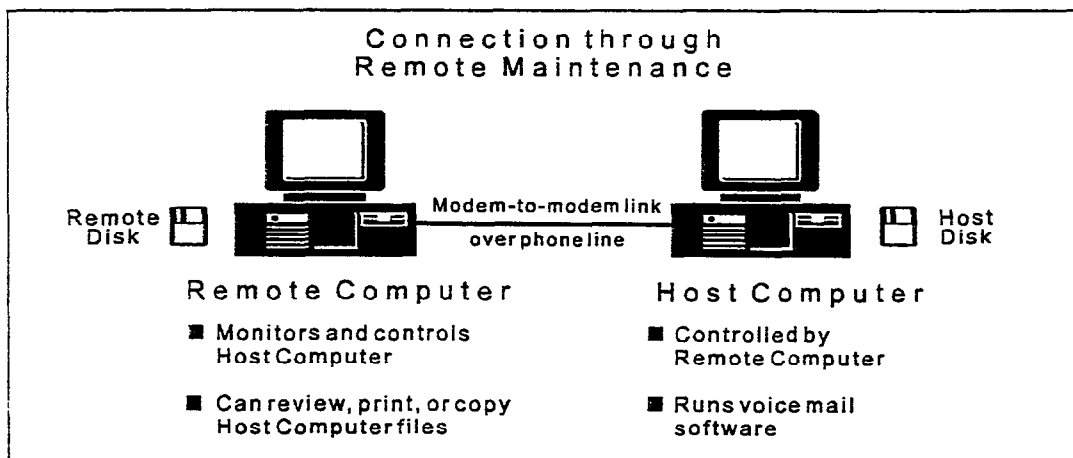 Connection through
Remote Maintenance
Remote
Disk
Modem-to-modem link
over phone line
Host
Disk
Remote Computer
■ Monitors and controls
Host Computer
■ Can review, print, or copy
Host Computer files
Host Computer
■ Controlled by
Remote Computer
■ Runs voice mail
software